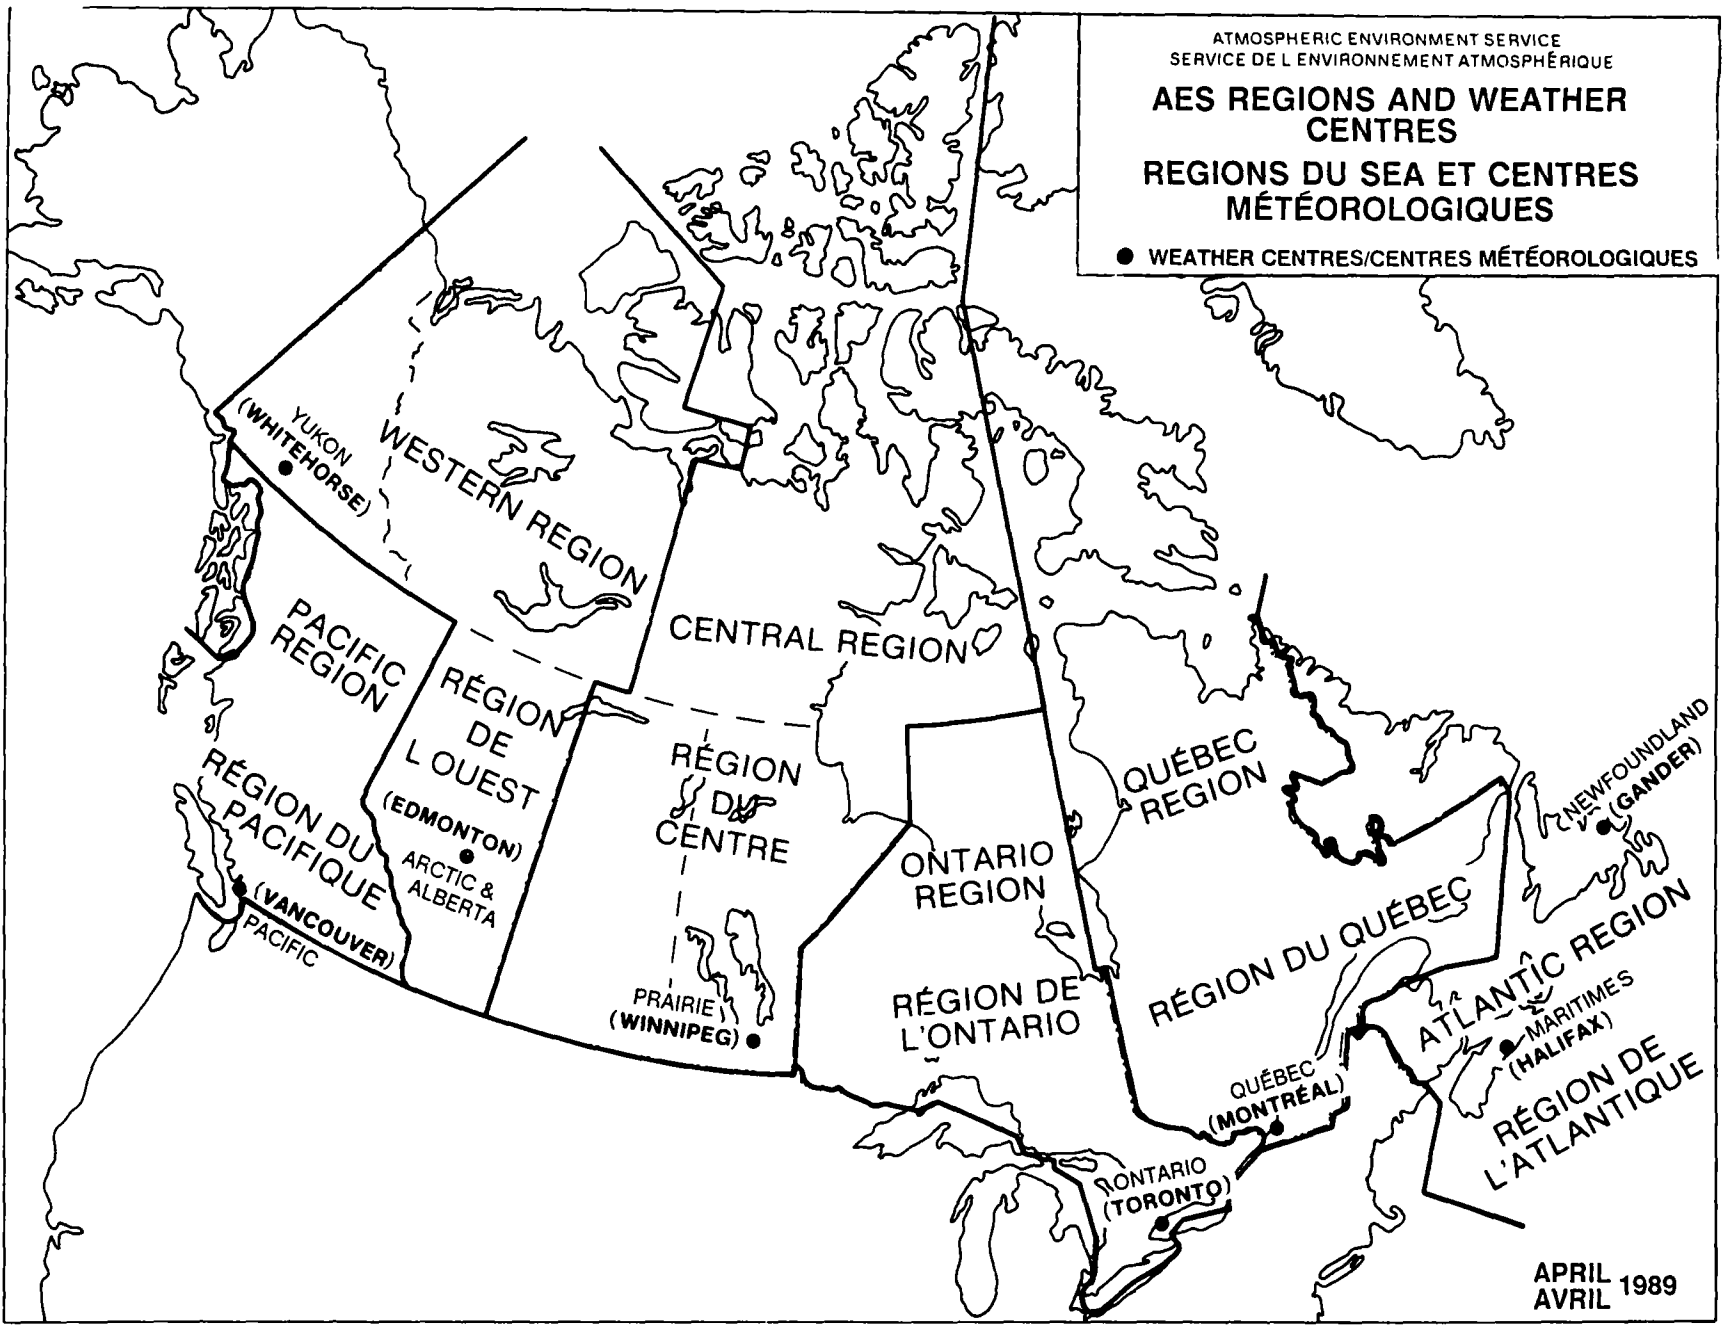 ATMOSPHERIC ENVIRONMENT SERVICE
SERVICE DE L ENVIRONNEMENT ATMOSPHÉRIQUE
AES REGIONS AND WEATHER
CENTRES
REGIONS DU SEA ET CENTRES
MÉTÉOROLOGIQUES
● WEATHER CENTRES/CENTRES MÉTÉOROLOGIQUES
YUKON
(WHITEHORSE)
WESTERN REGION
PACIFIC
REGION
RÉGION
DE
L OUEST
(EDMONTON)
ARCTIC &
ALBERTA
RÉGION DU
PACIFIQUE
(VANCOUVER)
PACIFIC
CENTRAL REGION
RÉGION
DU
CENTRE
PRAIRIE
(WINNIPEG)
ONTARIO
REGION
RÉGION DE
L'ONTARIO
ONTARIO
(TORONTO)
QUÉBEC
REGION
RÉGION DU QUÉBEC
QUÉBEC
(MONTRÉAL)
(NEWFOUNDLAND
(GANDER)
ATLANTIC REGION
MARITIMES
(HALIFAX)
RÉGION DE
L'ATLANTIQUE
APRIL
AVRIL
1989